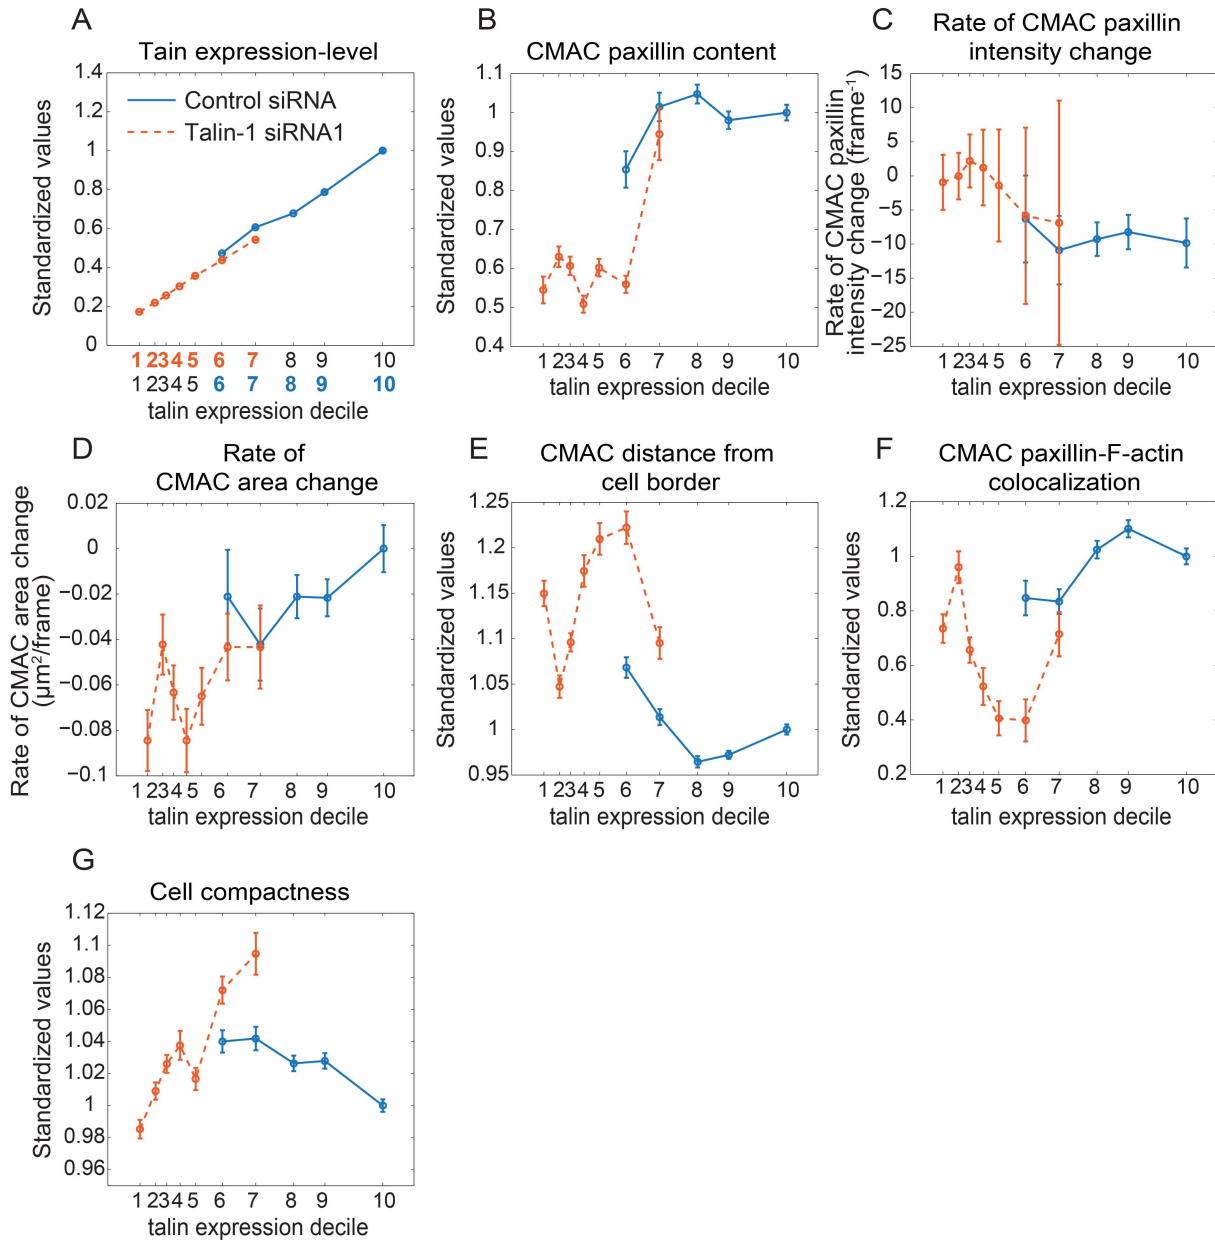 A
Tain expression-level
1.4
1.2
1
0.8
0.6
0.4
0.2
0
Standardized values
Control siRNA
Talin-1 siRNA1
1 2 3 4 5 6 7 8 9 10
1 2 3 4 5 6 7 8 9 10
talin expression decile
B
CMAC paxillin content
1.1
1
0.9
0.8
0.7
0.6
0.5
0.4
Standardized values
1 2 3 4 5 6 7 8 9 10
talin expression decile
C
Rate of CMAC paxillin
intensity change
15
10
5
0
−5
−10
−15
−20
−25
Rate of CMAC paxillin
intensity change (frame⁻¹)
1 2 3 4 5 6 7 8 9 10
talin expression decile
D
Rate of
CMAC area change
0.02
0
−0.02
−0.04
−0.06
−0.08
−0.1
Rate of CMAC area change
(µm²/frame)
1 2 3 4 5 6 7 8 9 10
talin expression decile
E
CMAC distance from
cell border
1.25
1.2
1.15
1.1
1.05
1
0.95
Standardized values
1 2 3 4 5 6 7 8 9 10
talin expression decile
F
CMAC paxillin-F-actin
colocalization
1.2
1
0.8
0.6
0.4
0.2
Standardized values
1 2 3 4 5 6 7 8 9 10
talin expression decile
G
Cell compactness
1.12
1.1
1.08
1.06
1.04
1.02
1
0.98
0.96
Standardized values
1 2 3 4 5 6 7 8 9 10
talin expression decile